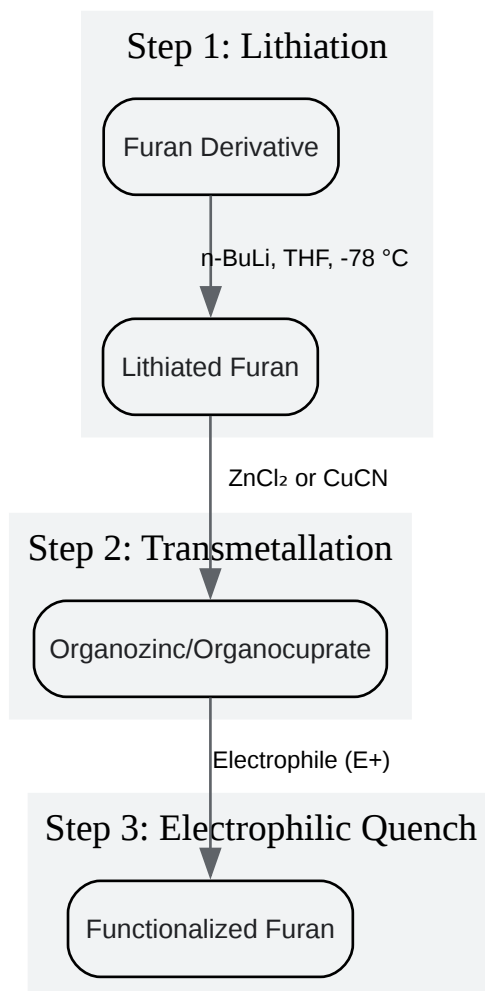 Step 1: Lithiation
Furan Derivative
n-BuLi, THF, -78 °C
Lithiated Furan
ZnCl₂ or CuCN
Step 2: Transmetallation
Organozinc/Organocuprate
Electrophile (E+)
Step 3: Electrophilic Quench
Functionalized Furan